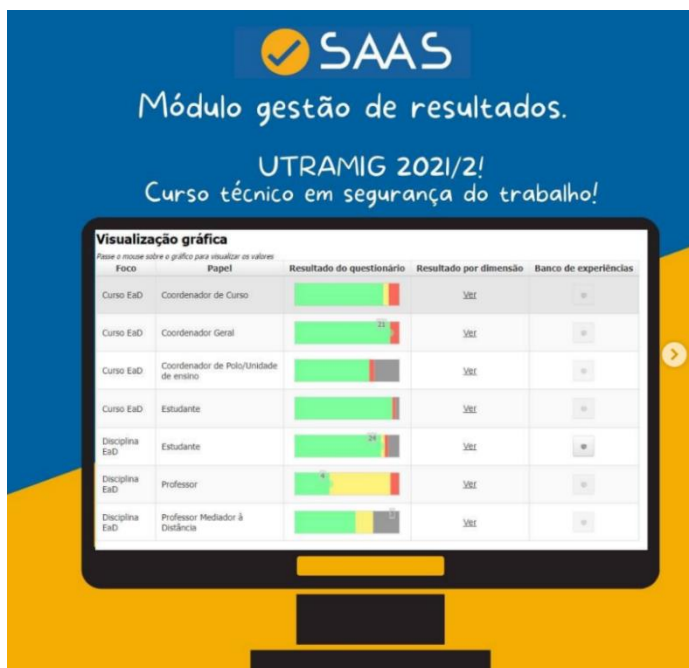 SAAS
Módulo gestão de resultados.
UTRAMIG 2021/2!
Curso técnico em segurança do trabalho!
Visualização gráfica
Passe o mouse sobre o gráfico para visualizar os valores
Foco Papel Resultado do questionário Resultado por dimensão Banco de experiências
Curso EaD Coordenador de Curso Ver
Curso EaD Coordenador Geral 21 Ver
Curso EaD Coordenador de Polo/Unidade de ensino Ver
Curso EaD Estudante Ver
Disciplina EaD Estudante 24 Ver
Disciplina EaD Professor 4 Ver
Disciplina EaD Professor Mediador à Distância Ver